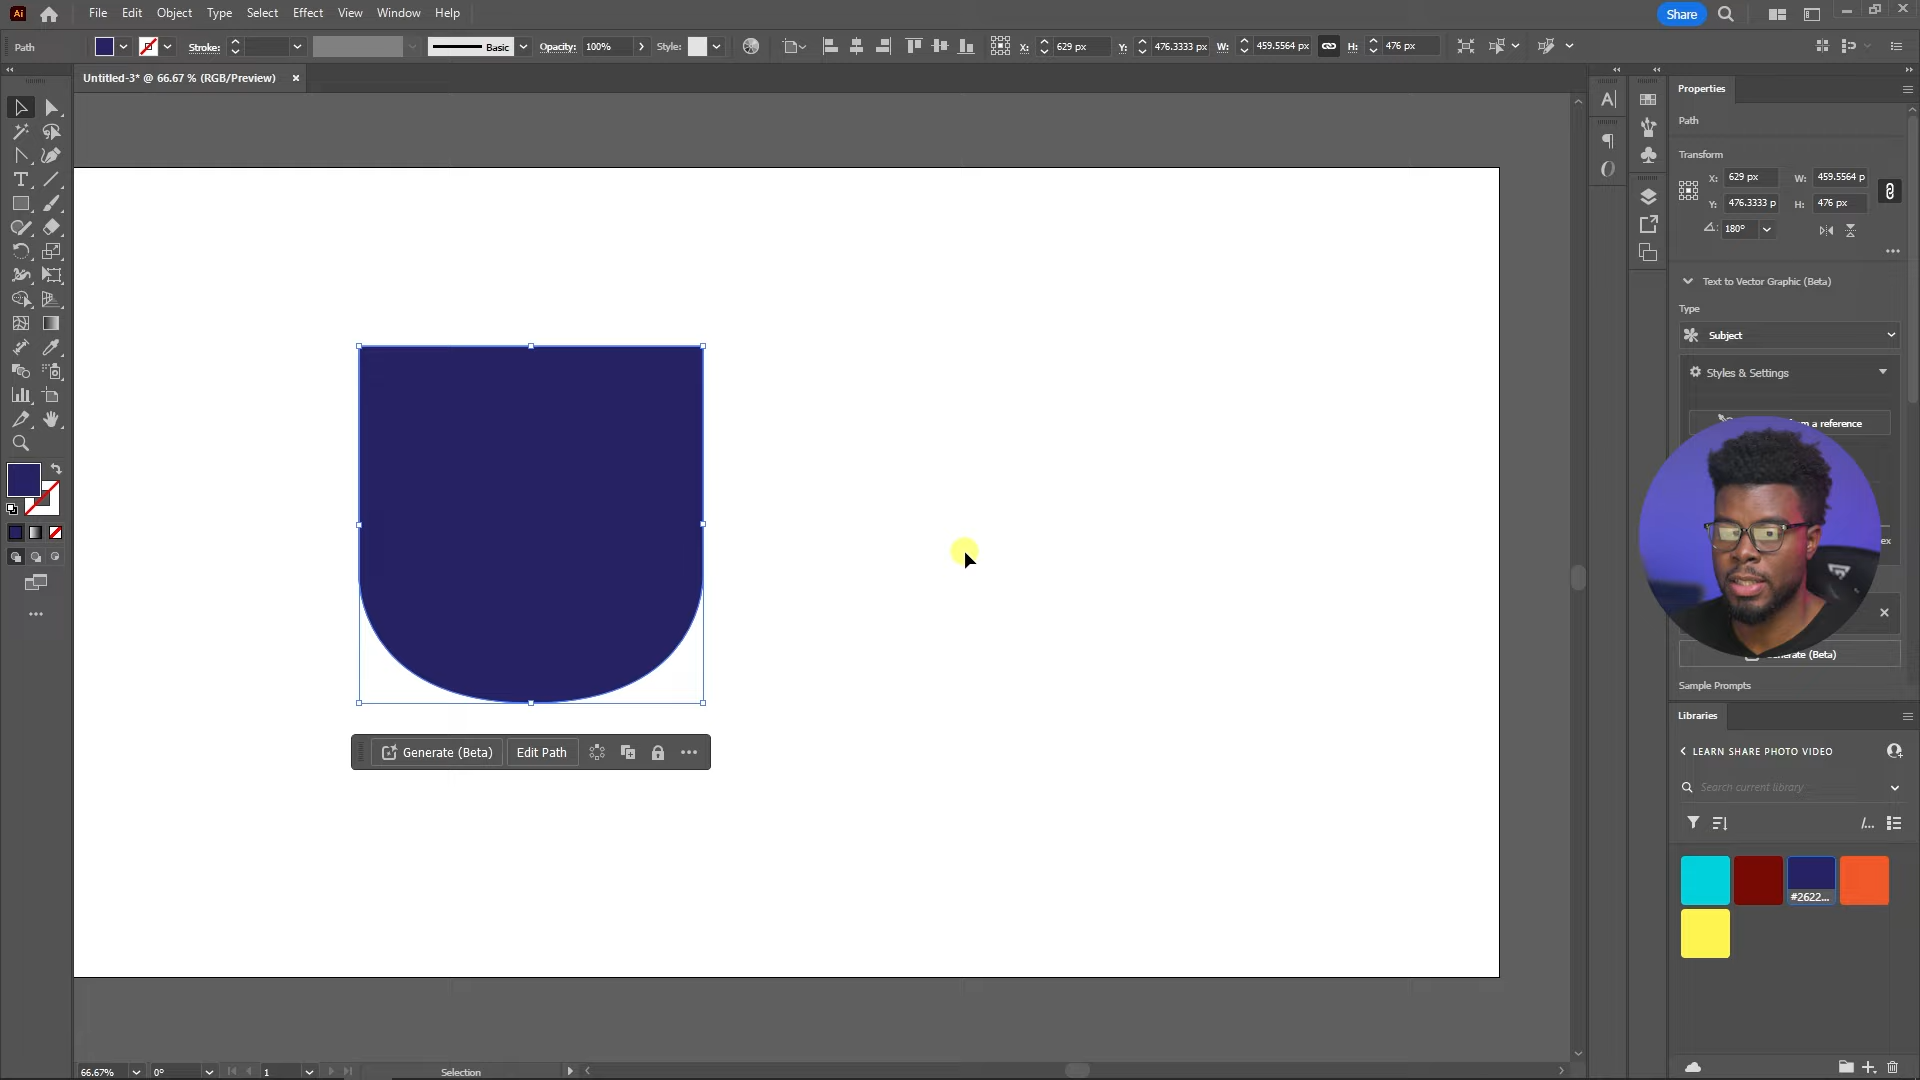 Ai File Edit Object Type Select Effect View Window Help Share
Path Stroke: Basic Opacity: 100% Style: X: 629 px Y: 476.3333 px W: 459.5564 px H: 476 px
Untitled-3* @ 66.67 % (RGB/Preview) ×
Properties
Path
Transform
X: 629 px W: 459.5564 p
Y: 476.3333 p H: 476 px
180°
Text to Vector Graphic (Beta)
Type
Subject
Styles & Settings
a reference
Generate (Beta) Edit Path
(Beta)
Sample Prompts
Libraries
LEARN SHARE PHOTO VIDEO
Search current library
#2622...
66.67% 0° 1 Selection